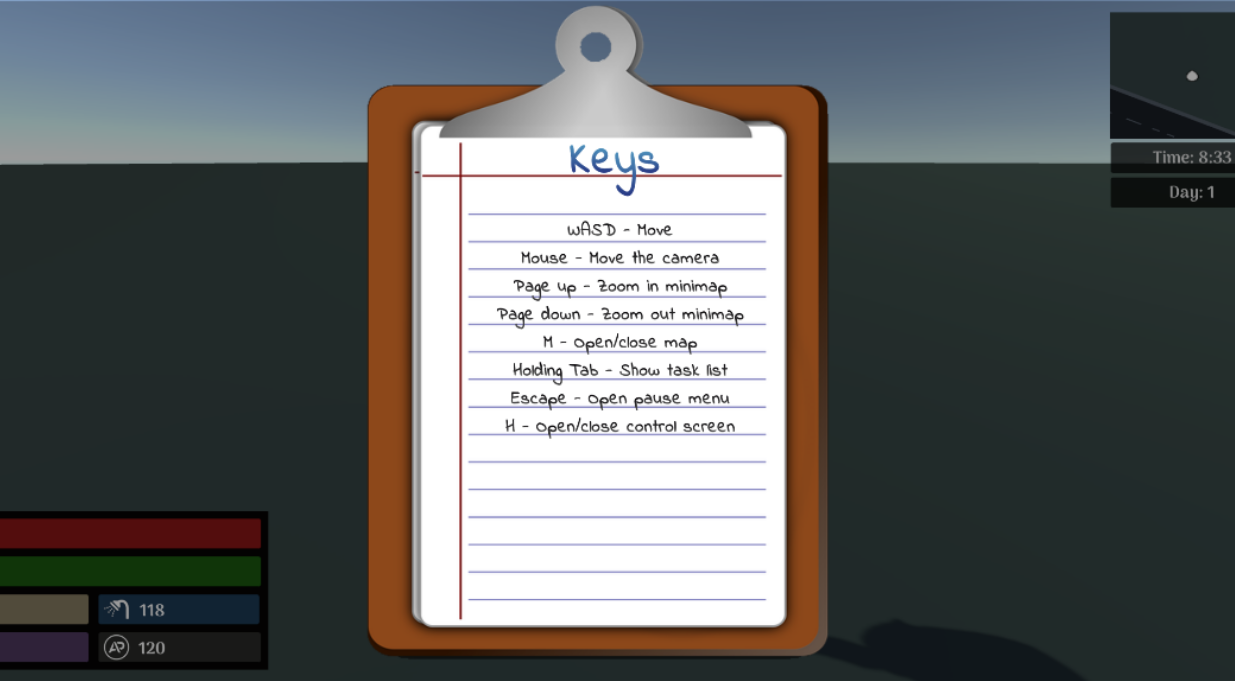 Keys
WASD - Move
Mouse - Move the camera
Page up - Zoom in minimap
Page down - Zoom out minimap
M - Open/close map
Holding Tab - Show task list
Escape - Open pause menu
H - Open/close control screen
Time: 8:33
Day: 1
118
AP 120